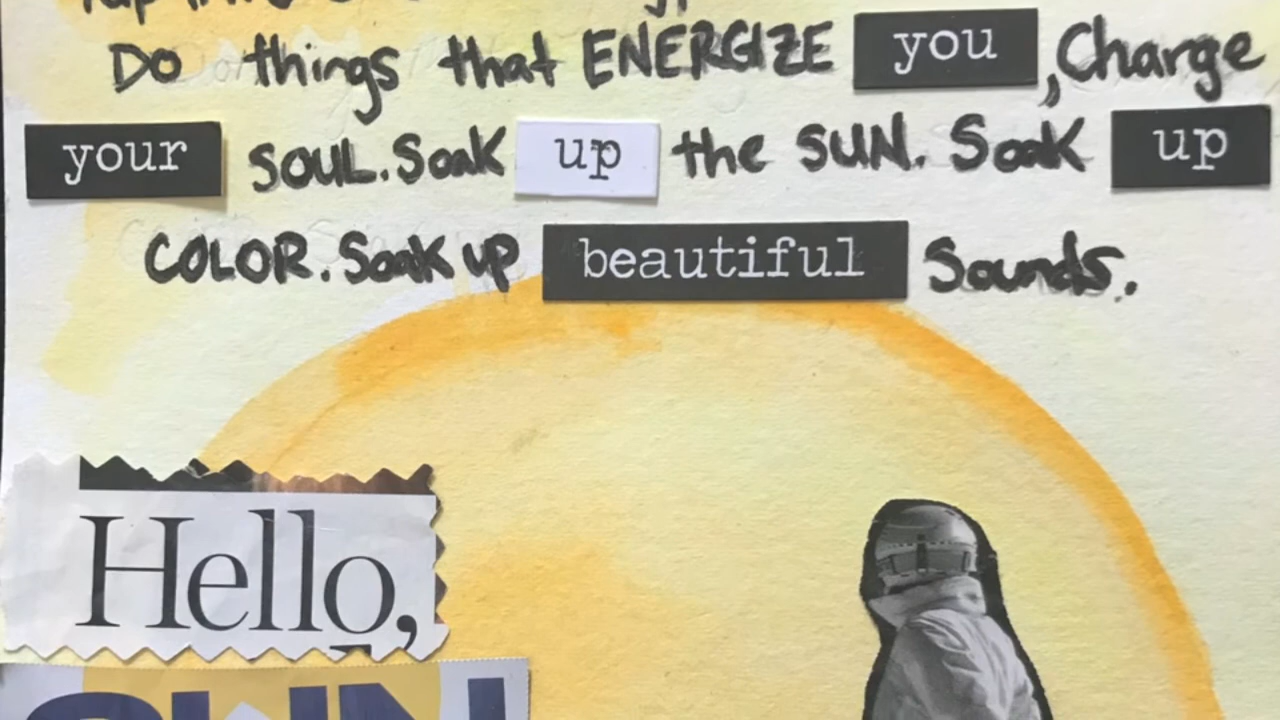 Do things that ENERGIZE you, Charge
your SOUL. Soak up the SUN. Soak up
COLOR. Soak up beautiful Sounds.
Hello,
SUN